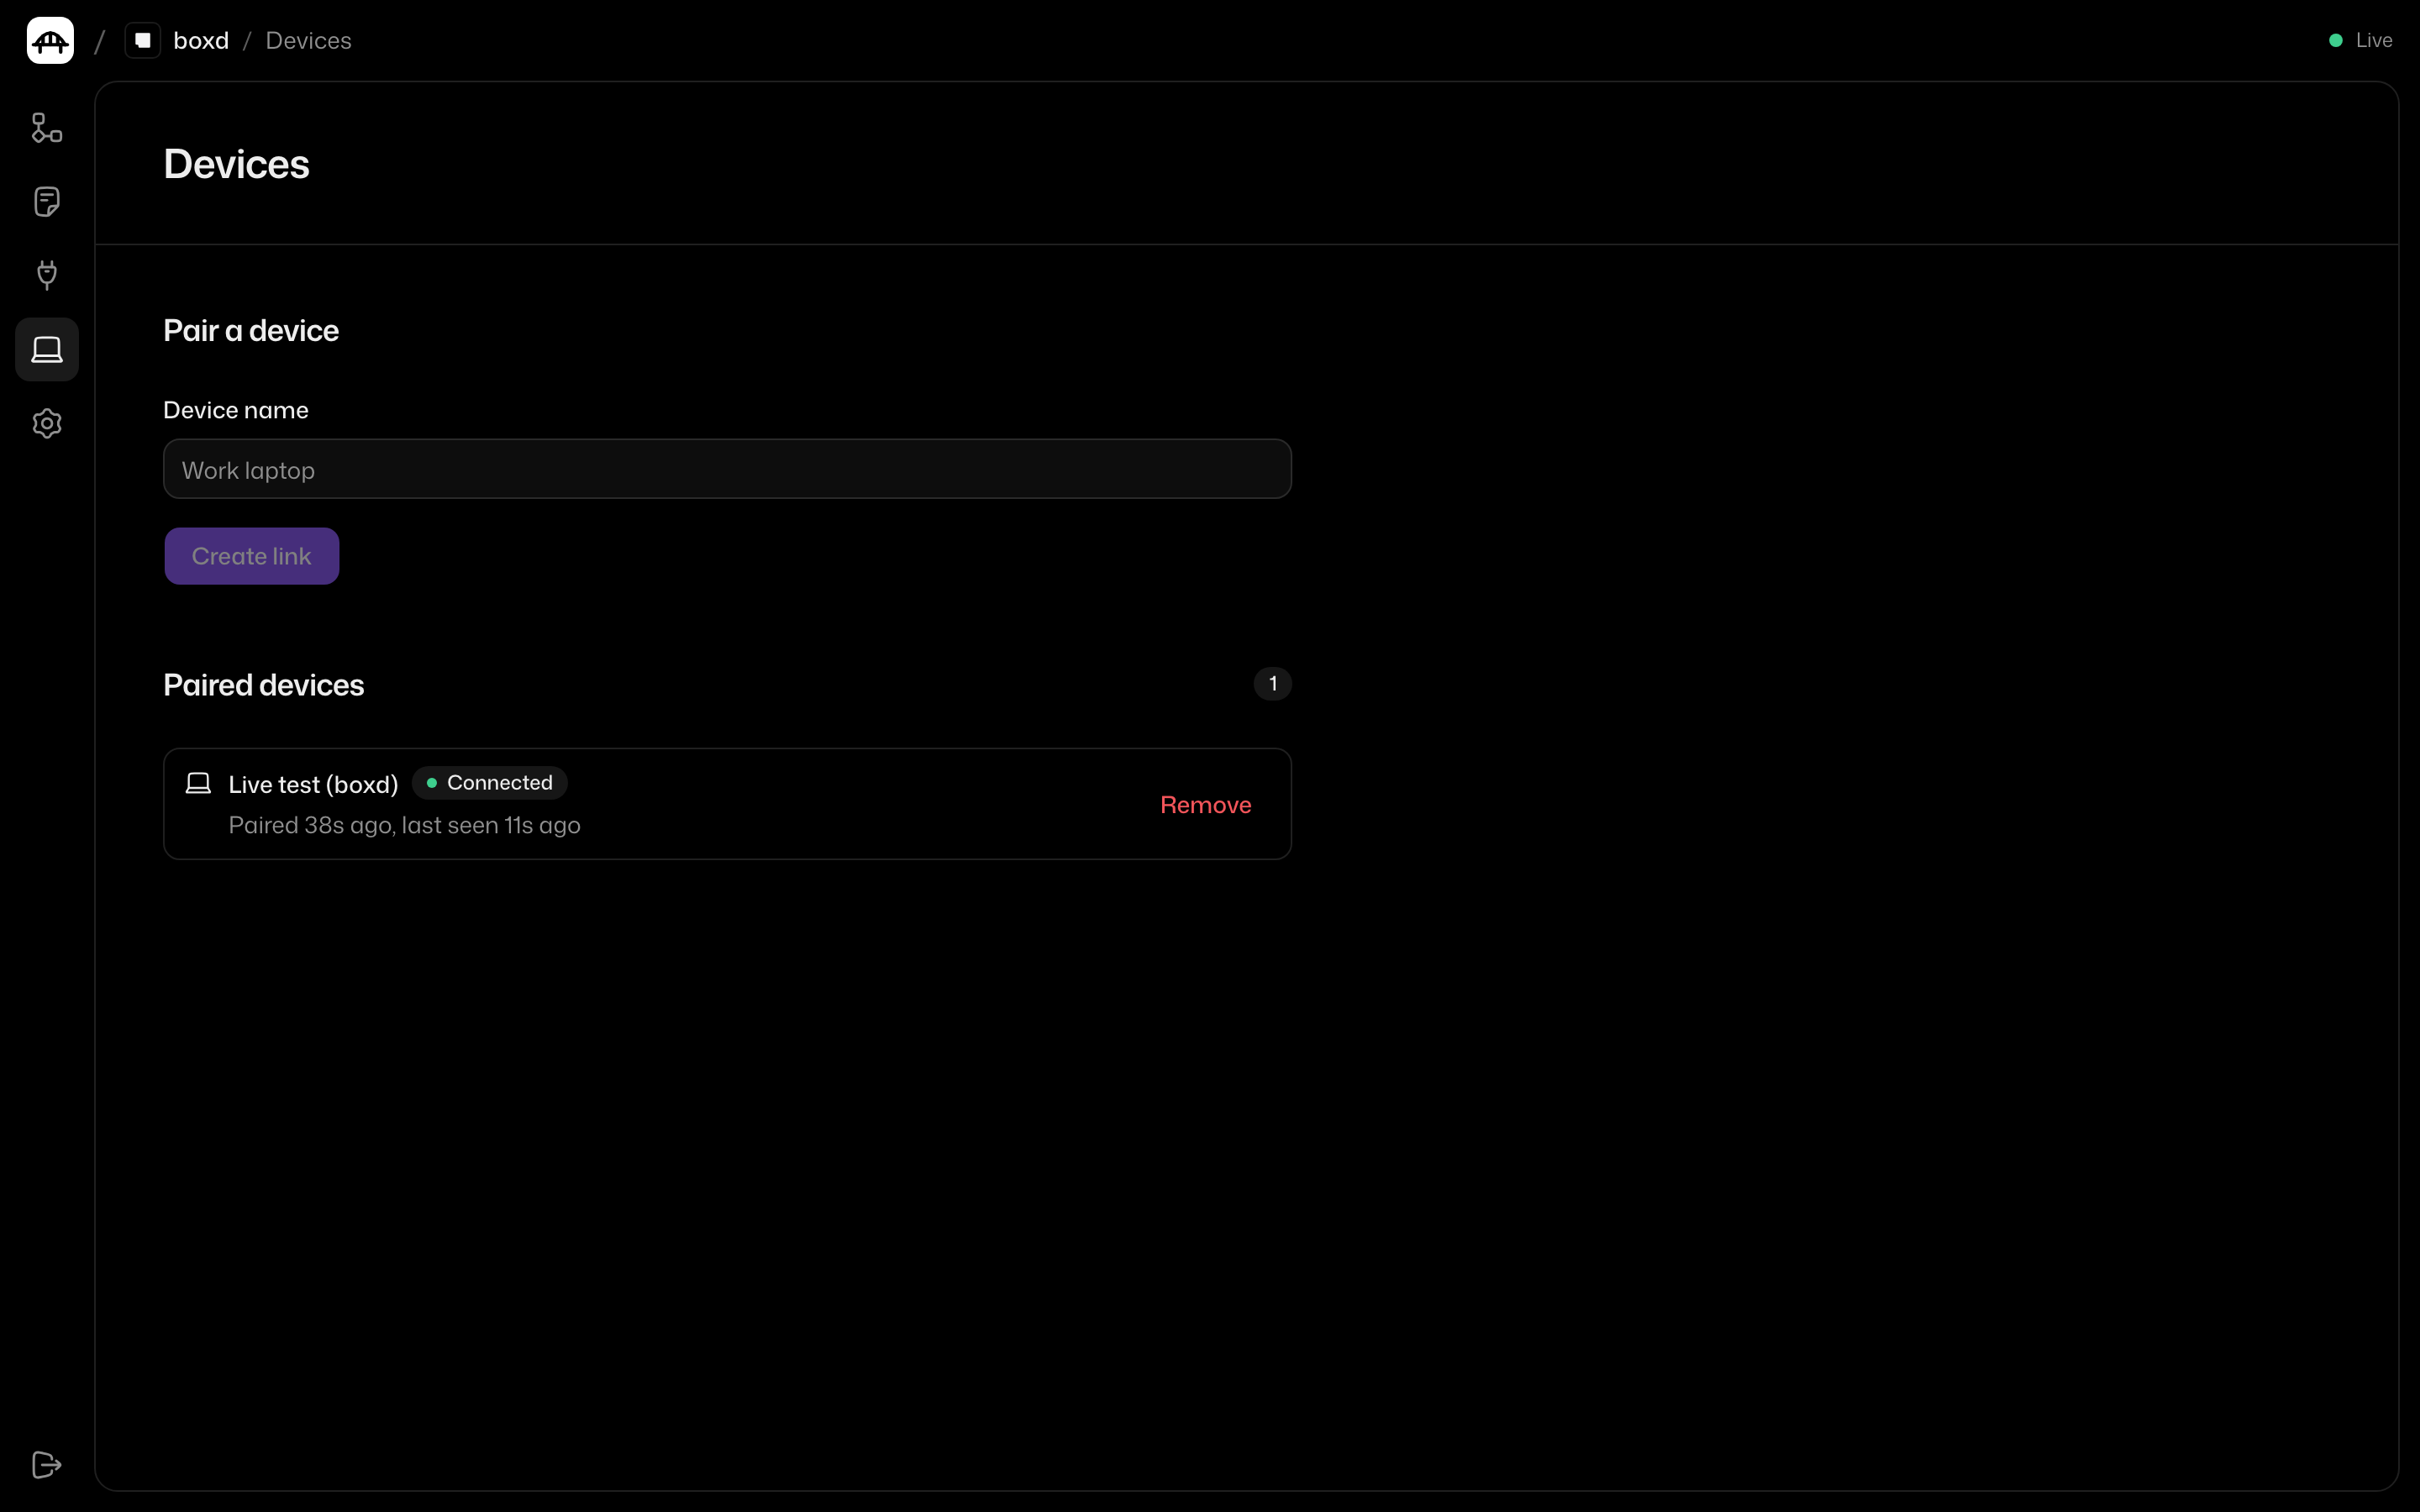 / boxd / Devices
Live
Devices
Pair a device
Device name
Work laptop
Create link
Paired devices
1
Live test (boxd)
Connected
Paired 38s ago, last seen 11s ago
Remove